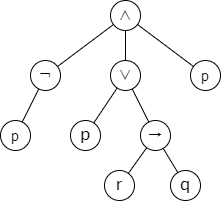 ∧
¬ ∨ p
p p →
r q